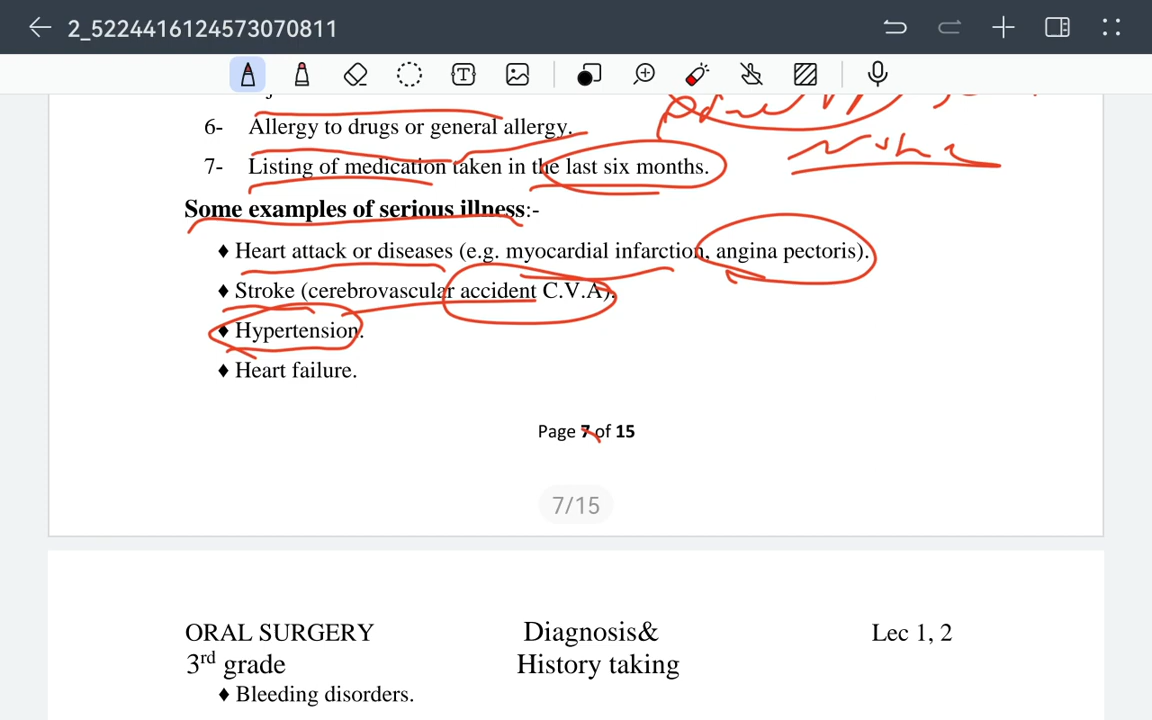 2_5224416124573070811
6- Allergy to drugs or general allergy.
7- Listing of medication taken in the last six months.
Some examples of serious illness:-
♦ Heart attack or diseases (e.g. myocardial infarction, angina pectoris).
♦ Stroke (cerebrovascular accident C.V.A).
♦ Hypertension.
♦ Heart failure.
Page 7 of 15
7/15
ORAL SURGERY Diagnosis& Lec 1, 2
3rd grade History taking
♦ Bleeding disorders.